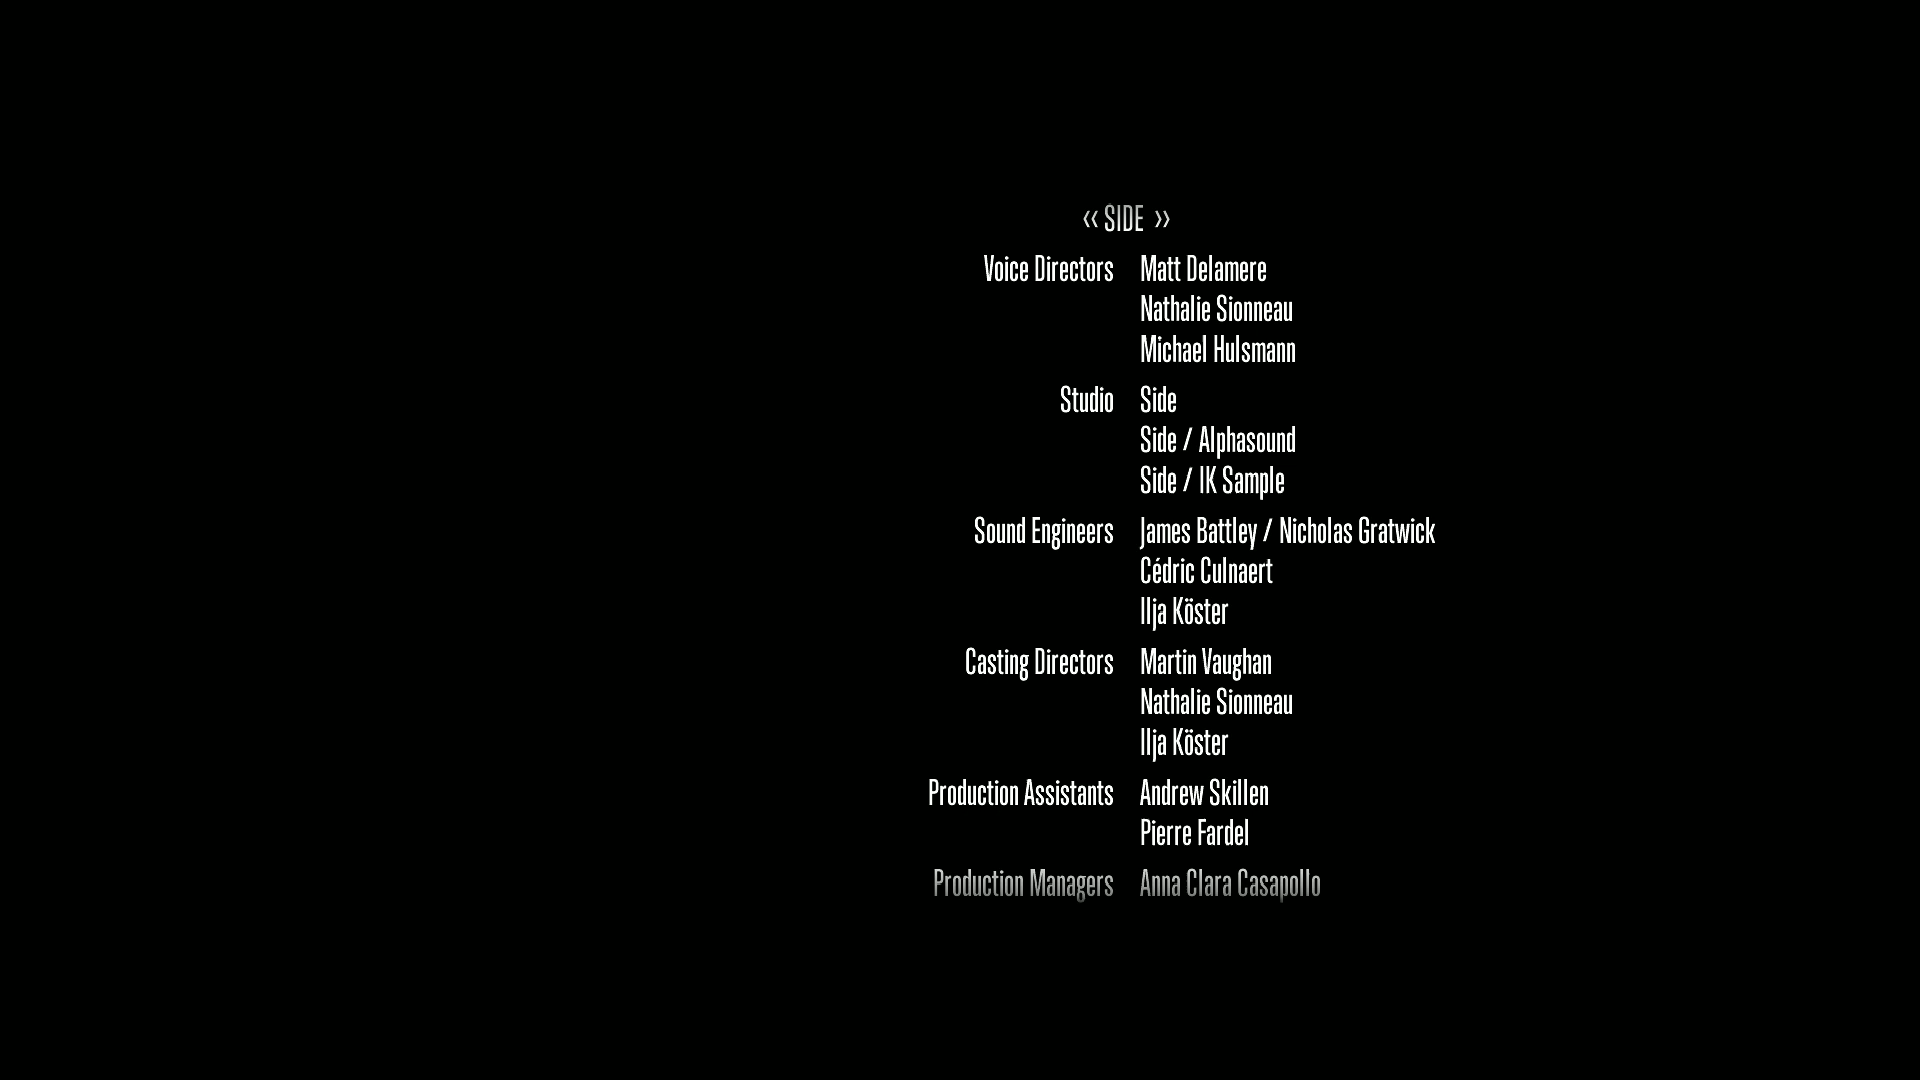 ‹‹ SIDE ››
Voice Directors Matt Delamere
Nathalie Sionneau
Michael Hulsmann
Studio Side
Side / Alphasound
Side / IK Sample
Sound Engineers James Battley / Nicholas Gratwick
Cédric Culnaert
Ilja Köster
Casting Directors Martin Vaughan
Nathalie Sionneau
Ilja Köster
Production Assistants Andrew Skillen
Pierre Fardel
Production Managers Anna Clara Casapollo